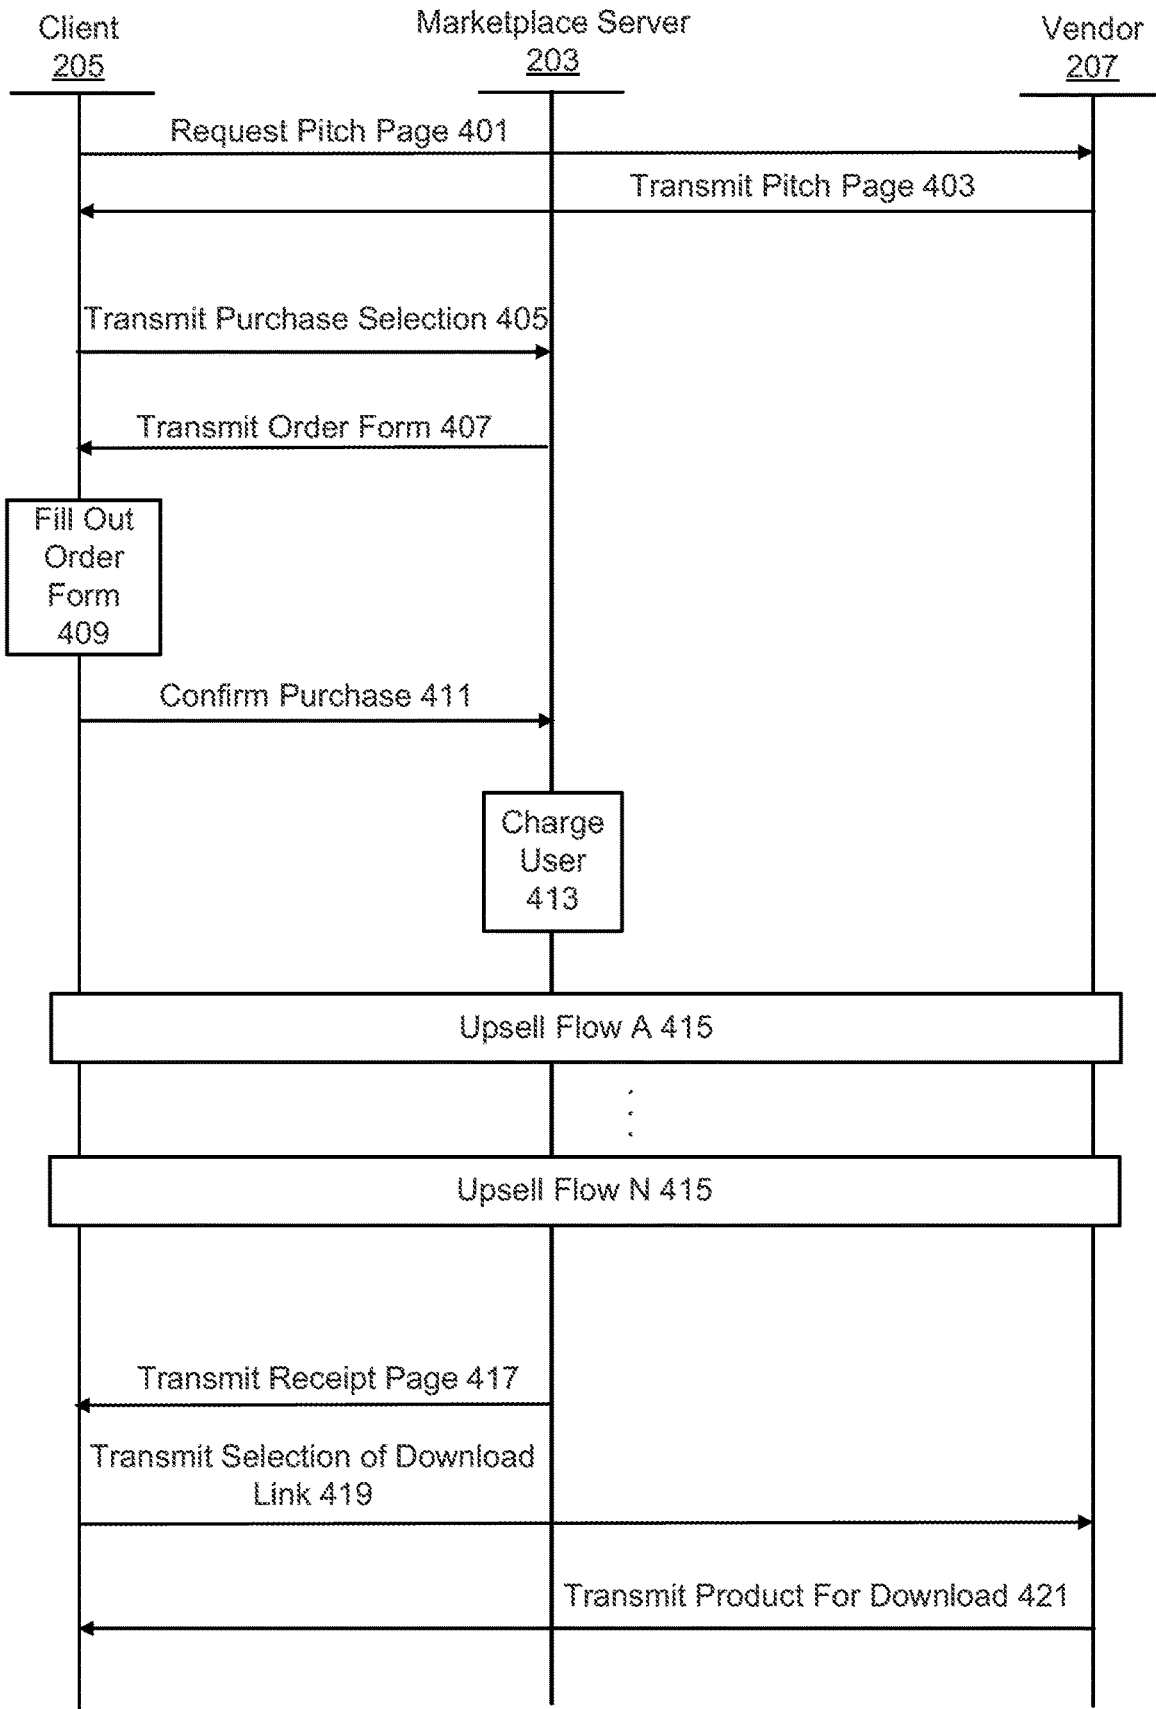 Client
205
Marketplace Server
203
Vendor
207
Request Pitch Page 401
Transmit Pitch Page 403
Transmit Purchase Selection 405
Transmit Order Form 407
Fill Out
Order
Form
409
Confirm Purchase 411
Charge
User
413
Upsell Flow A 415
Upsell Flow N 415
Transmit Receipt Page 417
Transmit Selection of Download
Link 419
Transmit Product For Download 421